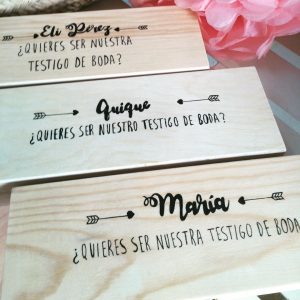 Eli Perez
¿QUIERES SER NUESTRA
TESTIGO DE BODA?
Quique
¿QUIERES SER NUESTRO TESTIGO DE BODA?
María
¿QUIERES SER NUESTRA TESTIGO DE BODA